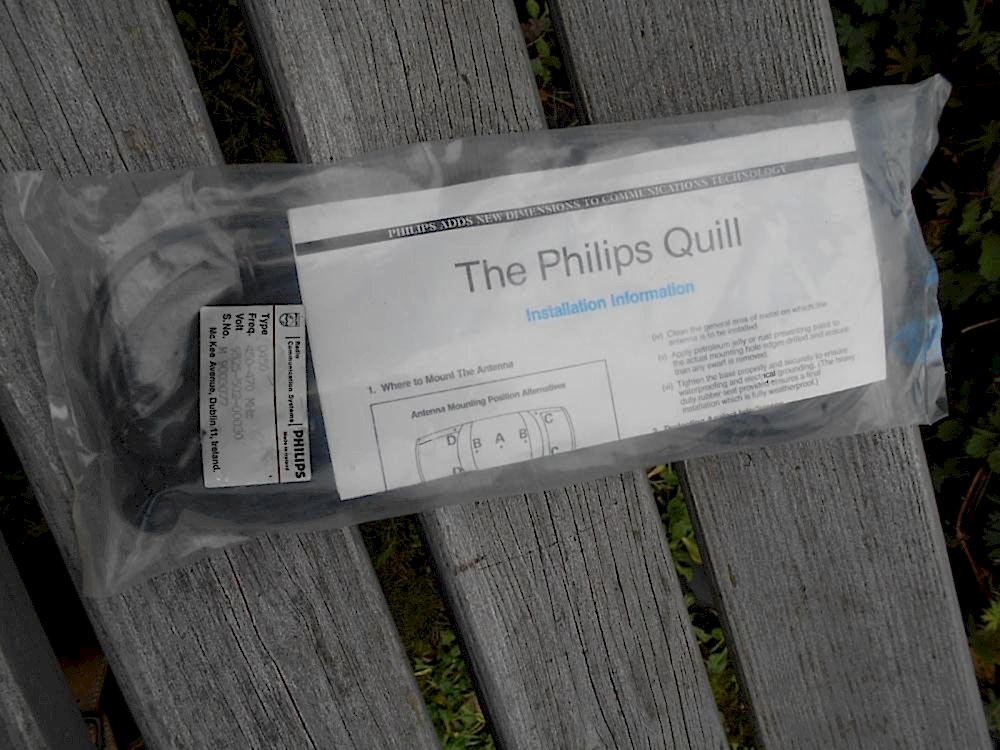 PHILIPS ADDS NEW DIMENSIONS TO COMMUNICATIONS TECHNOLOGY
The Philips Quill
Installation Information
1. Where to Mount The Antenna
Antenna Mounting Position Alternatives
D B A B C
D C
(iv) Clean the general area of metal on which the
antenna is to be installed.
(v) Apply petroleum jelly or rust preventing paint to
the actual mounting hole edges drilled and ensure
than any swarf is removed.
Tighten the base properly and securely to ensure
waterproofing and electrical grounding. (The heavy
duty rubber seal provided ensures a final
installation which is fully weatherproof.)
Radio
Communication Systems
PHILIPS
Made in Ireland
Type
Freq. MHz
Volt
S.No.
Mc Kee Avenue, Dublin.11, Ireland.